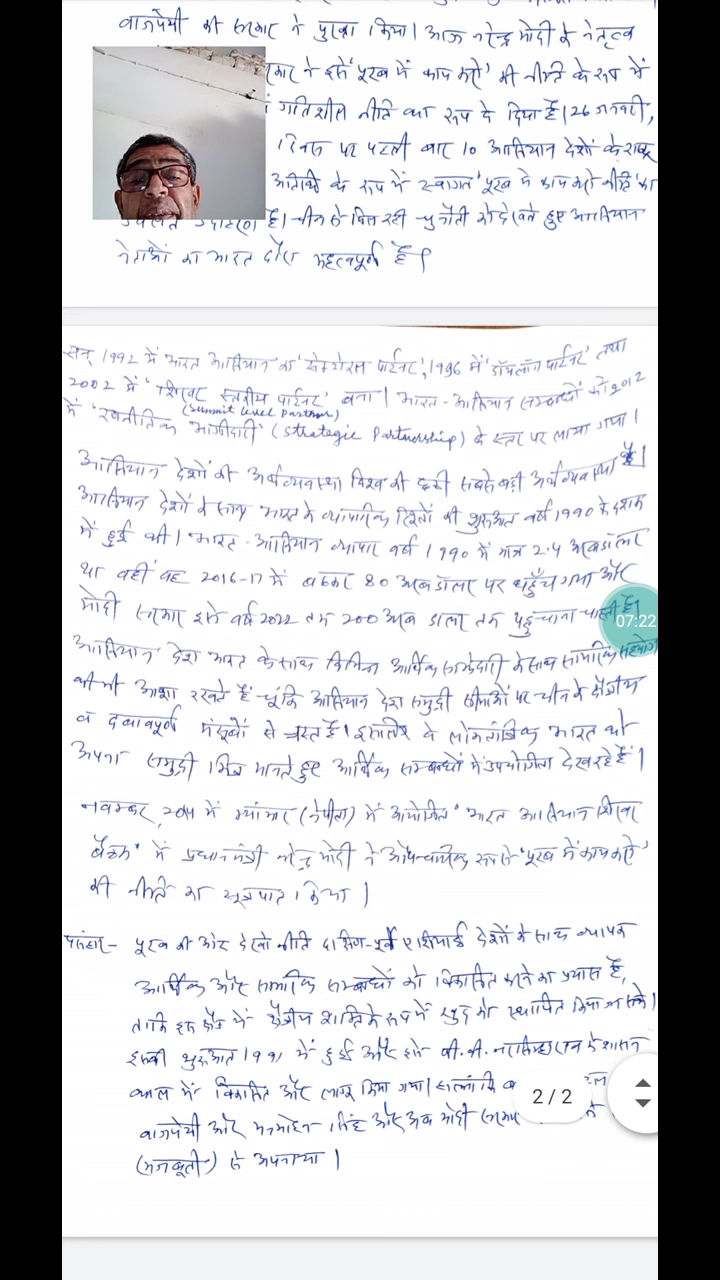 वाजपेयी की सरकार ने पुख्ता किया। आज नरेन्द्र मोदी के नेतृत्व
ने इसे 'पूरब में काम करो' की नीति के रूप में
गतिशील नीति का रूप दे दिया है। (26 जनवरी,
पर पहली बार 10 आसियान देशों के
अतिथि के रूप में स्वागत 'पूरब में काम करो नीति' का
है। चीन से मिल रही चुनौती को देखते हुए आसियान
नेताओं का भारत दौरा महत्वपूर्ण है।
सन् 1992 में भारत आसियान का 'सेक्टोरल पार्टनर', 1996 में 'डॉयलॉग पार्टनर' तथा
2002 में 'शिखर स्तरीय पार्टनर' बना। भारत-आसियान सम्बन्धों को 2012
(Summit level Partner)
में 'रणनीतिक भागीदारी' (Strategic Partnership) के स्तर पर लाया गया।
आसियान देशों की अर्थव्यवस्था विश्व की सबसे बड़ी अर्थव्यवस्था है।
आसियान देशों के साथ भारत के व्यापारिक रिश्तों की शुरुआत वर्ष 1990 के दशक
में हुई थी। भारत-आसियान व्यापार वर्ष 1990 में मात्र 2.4 अरब डॉलर
था वहीं वह 2016-17 में बढ़कर 80 अरब डॉलर पर पहुँच गया और
मोदी सरकार इसे वर्ष 2022 तक 200 अरब डालर तक पहुंचाना चाहती है।
07:22
आसियान देश भारत के साथ विभिन्न आर्थिक साझेदारी के साथ सामरिक सहयोग
की भी आशा रखते हैं चूंकि आसियान देश समुद्री सीमाओं पर चीन के क्षेत्रीय
व दबावपूर्ण मंसूबों से त्रस्त हैं। इसलिए वे लोकतांत्रिक भारत को
अपना समुद्री मित्र मानते हुए आर्थिक सम्बन्धों में उपयोगिता देख रहे हैं।
नवम्बर, 2014 में म्यांमार (नेपीता) में आयोजित 'भारत आसियान शिखर
बैठक' में प्रधानमंत्री नरेन्द्र मोदी ने औपचारिक रूप से 'पूरब में काम करो'
की नीति का सूत्रपात किया।
पूरब की ओर देखो नीति दक्षिण-पूर्व एशियाई देशों के साथ व्यापक
आर्थिक और सामरिक सम्बन्धों को विकसित करने का प्रयास है,
ताकि इस क्षेत्र में क्षेत्रीय शक्ति के रूप में खुद को स्थापित किया जा सके।
इसकी शुरुआत 1991 में हुई और इसे पी.वी. नरसिम्हा राव के शासन
काल में विकसित और लागू किया गया। हालांकि
2/2
वाजपेयी और मनमोहन सिंह और अब मोदी
(मजबूती) से अपनाया।